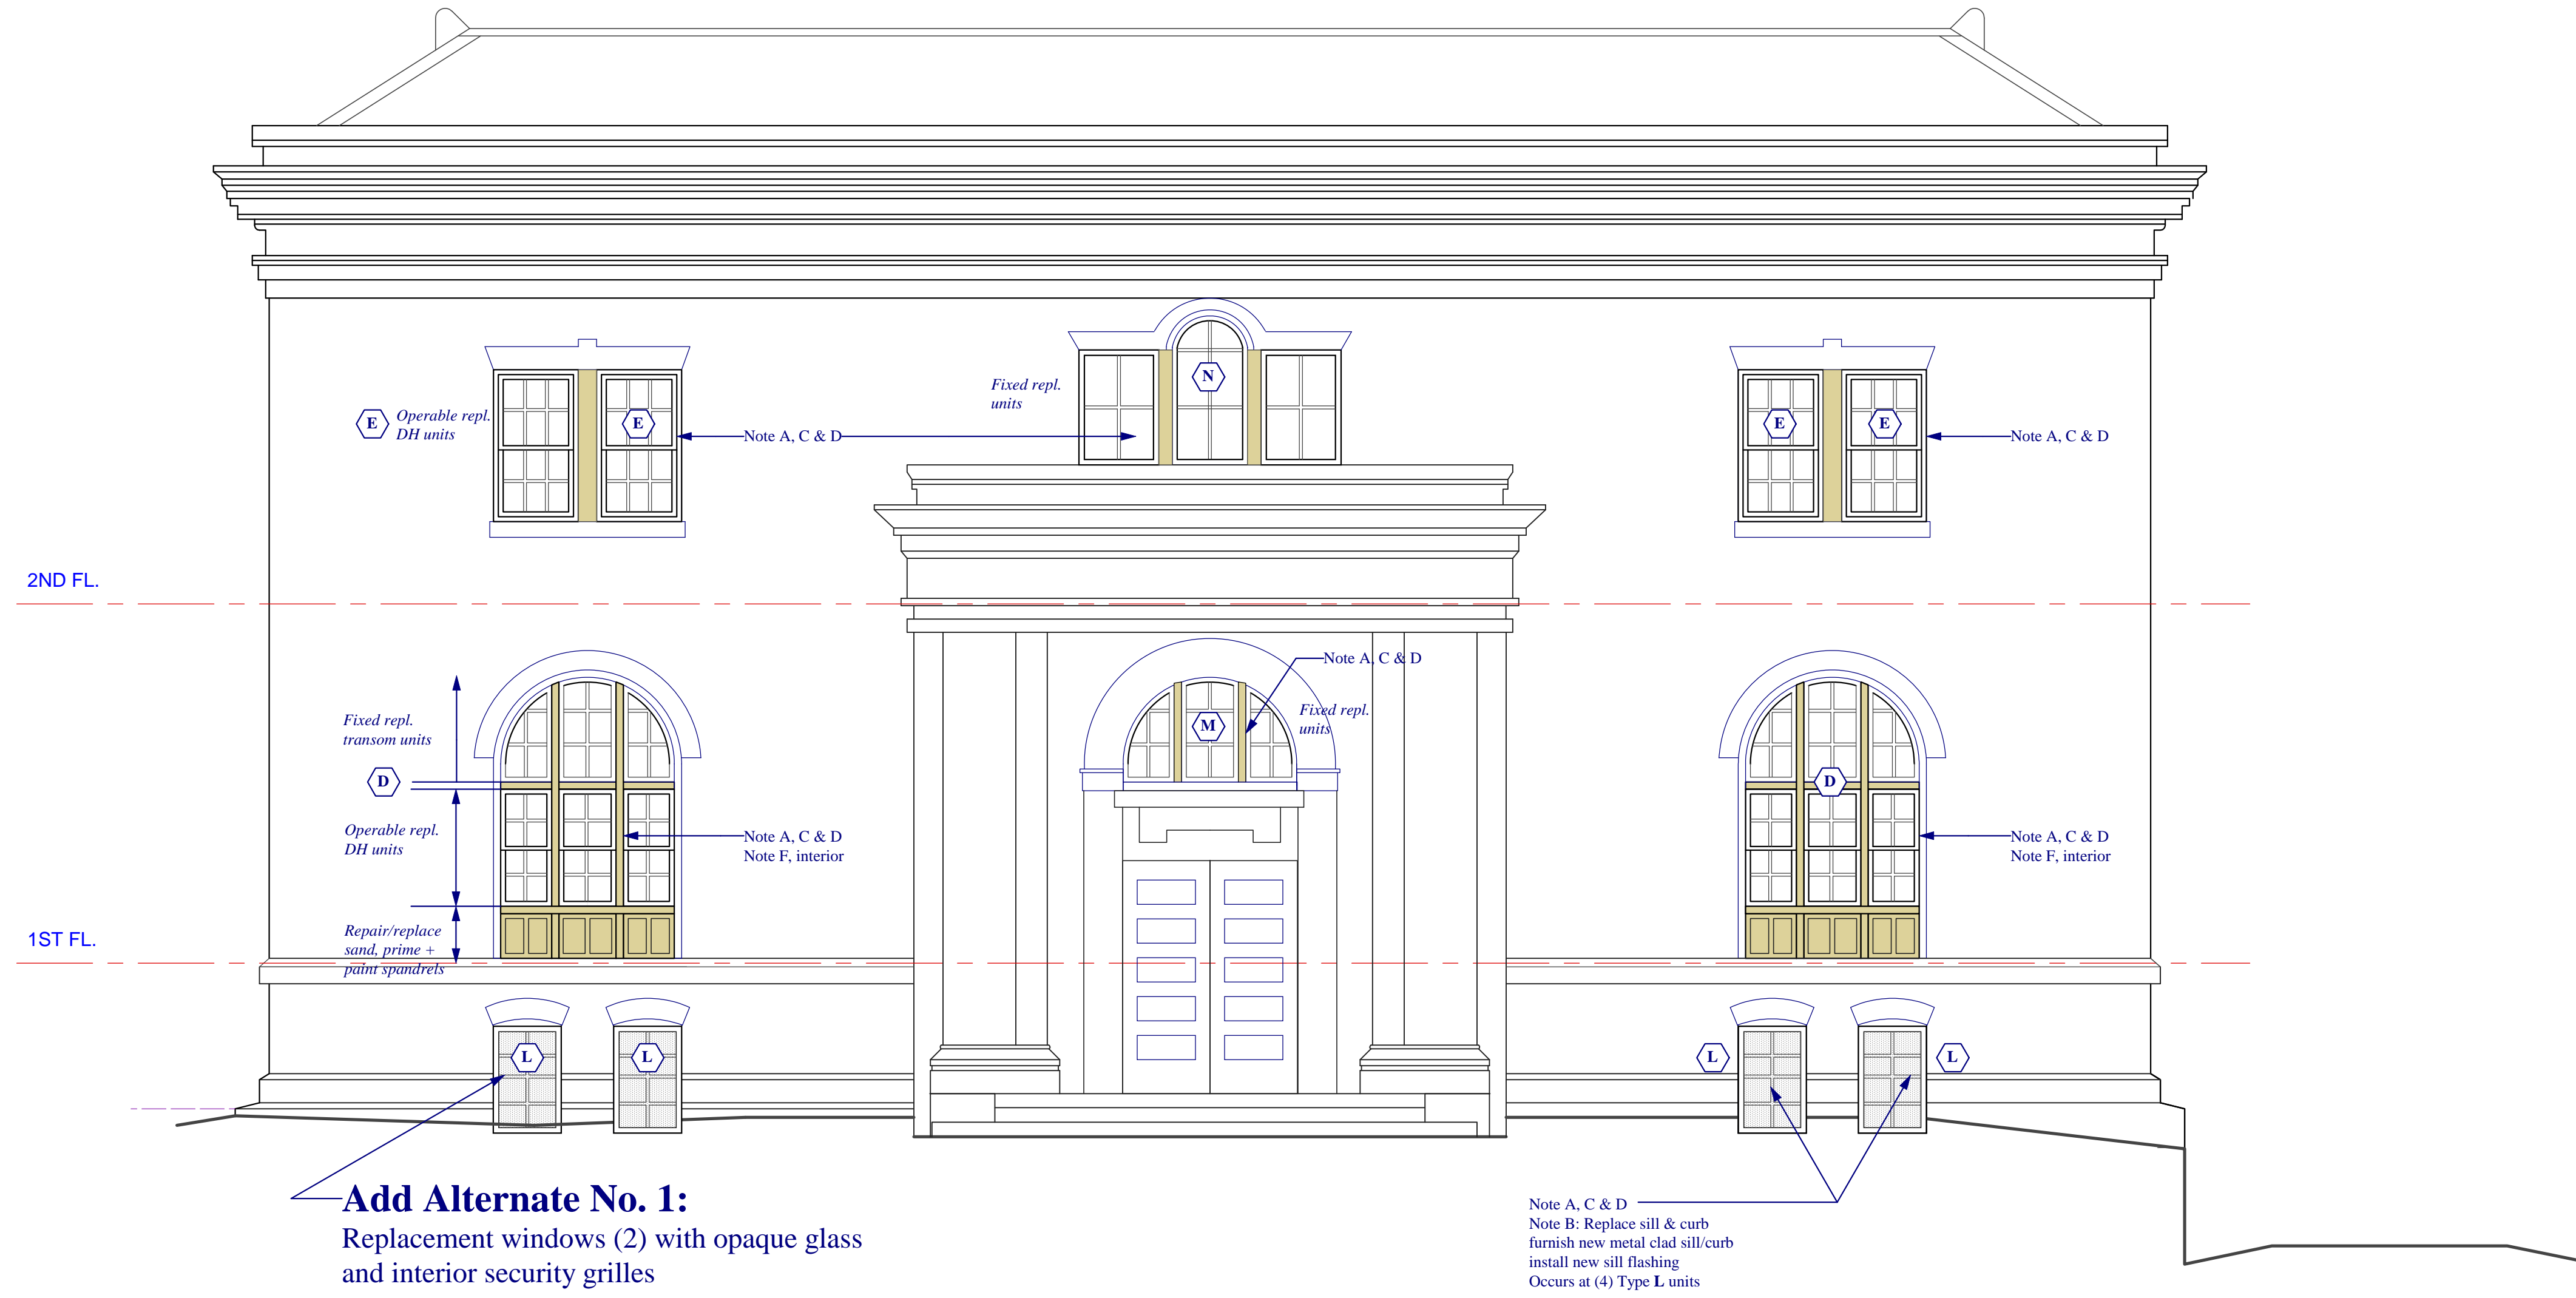 N
Fixed repl.
units
E
Operable repl.
DH units
E
Note A, C & D
E
E
Note A, C & D
2ND FL.
Note A, C & D
Fixed repl.
units
M
Fixed repl.
transom units
D
Operable repl.
DH units
Note A, C & D
Note F, interior
D
Note A, C & D
Note F, interior
1ST FL.
Repair/replace
sand, prime +
paint spandrels
L
L
L
L
Add Alternate No. 1:
Replacement windows (2) with opaque glass
and interior security grilles
Note A, C & D
Note B: Replace sill & curb
furnish new metal clad sill/curb
install new sill flashing
Occurs at (4) Type L units